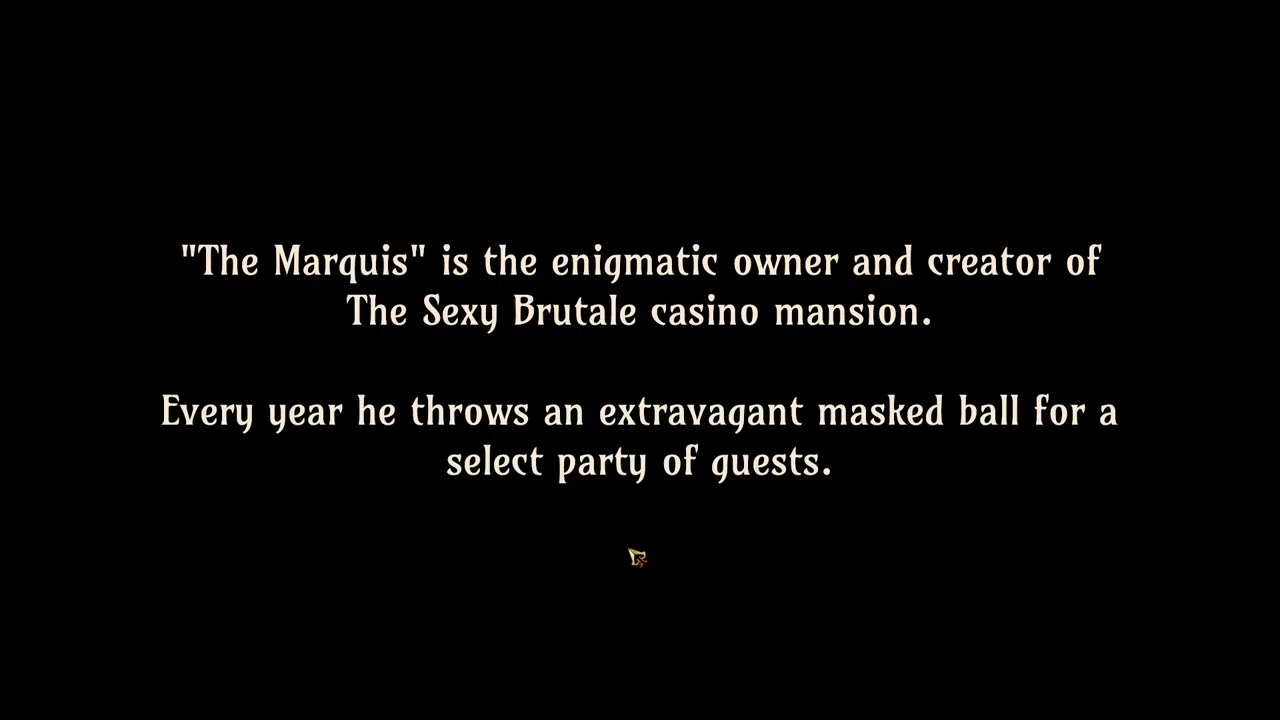 "The Marquis" is the enigmatic owner and creator of
The Sexy Brutale casino mansion.
Every year he throws an extravagant masked ball for a
select party of guests.